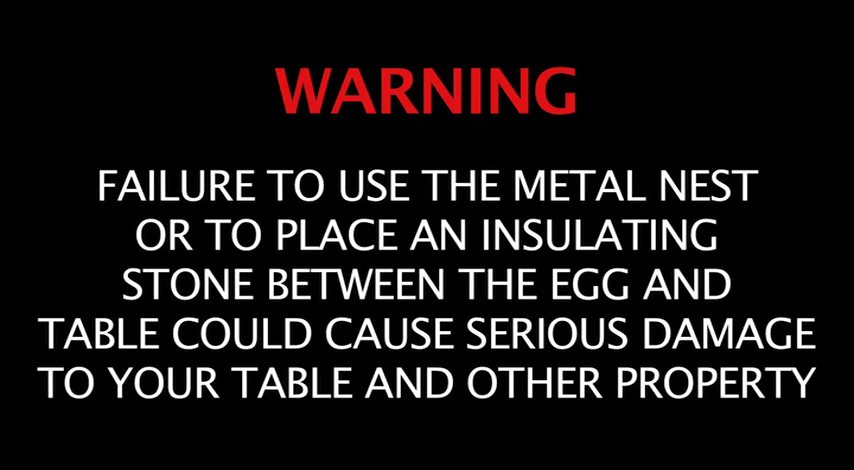 WARNING
FAILURE TO USE THE METAL NEST
OR TO PLACE AN INSULATING
STONE BETWEEN THE EGG AND
TABLE COULD CAUSE SERIOUS DAMAGE
TO YOUR TABLE AND OTHER PROPERTY